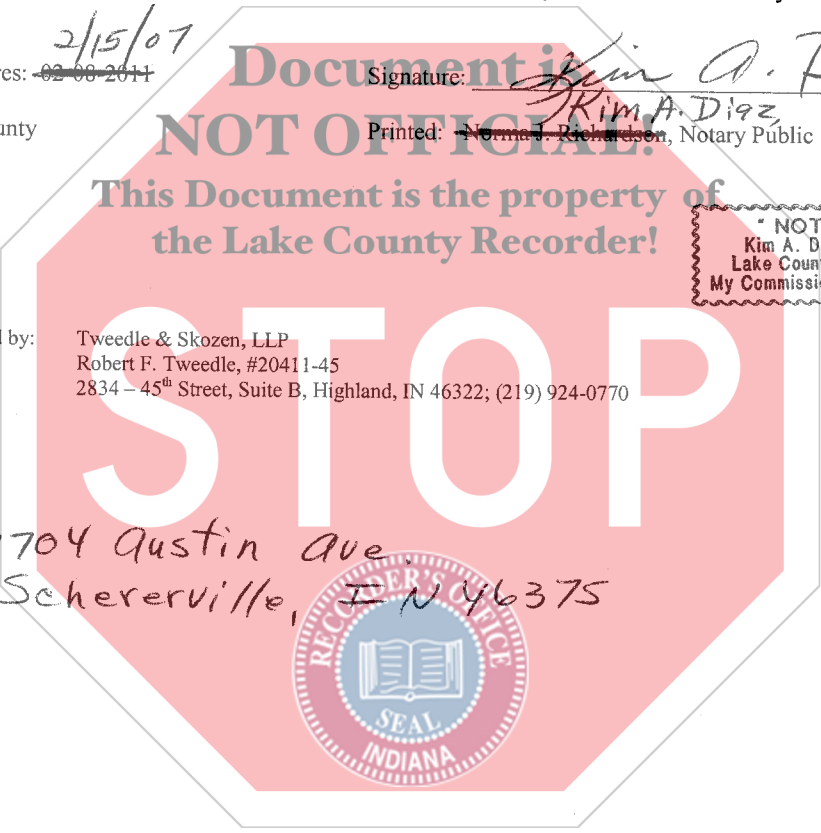 2/15/07
res: 02-08-2011
Document is
Signature: Kim A.
Kim A. Diaz,
unty
NOT OFFICIAL!
Printed: Norma J. Richardson, Notary Public
This Document is the property of
the Lake County Recorder!
" NOT
Kim A. D
Lake Coun
My Commissi
l by: Tweedle & Skozen, LLP
Robert F. Tweedle, #20411-45
2834 – 45th Street, Suite B, Highland, IN 46322; (219) 924-0770
STOP
704 Austin Ave.
Schererville, IN 46375
RECORDER'S OFFICE
SEAL
INDIANA